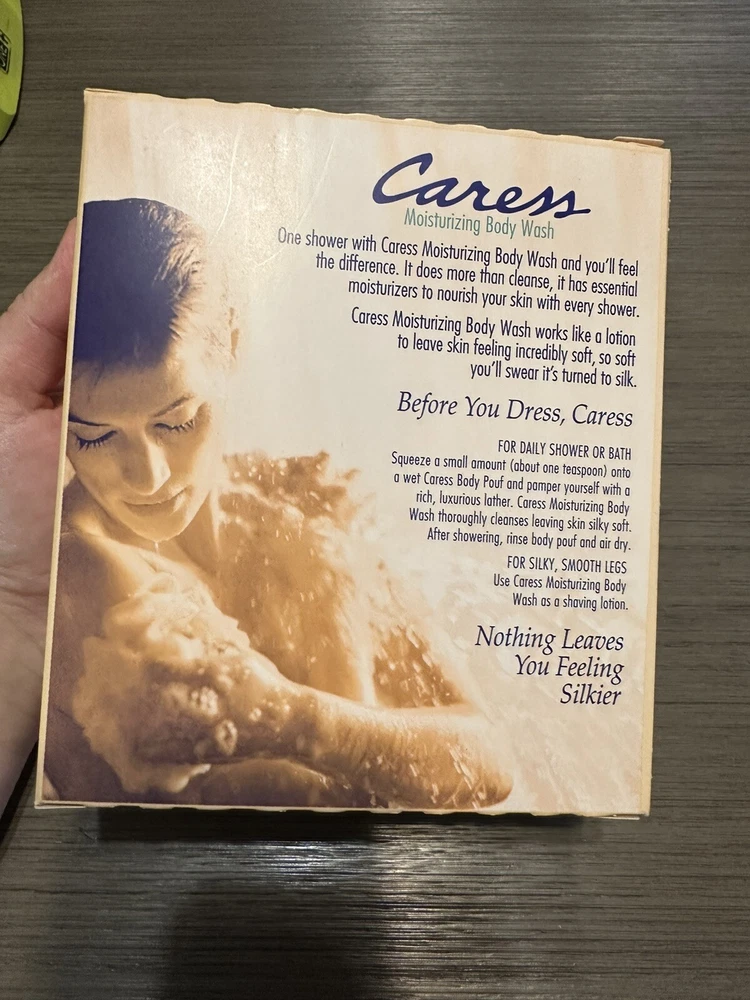 Caress
Moisturizing Body Wash
One shower with Caress Moisturizing Body Wash and you'll feel
the difference. It does more than cleanse, it has essential
moisturizers to nourish your skin with every shower.
Caress Moisturizing Body Wash works like a lotion
to leave skin feeling incredibly soft, so soft
you'll swear it's turned to silk.
Before You Dress, Caress
FOR DAILY SHOWER OR BATH
Squeeze a small amount (about one teaspoon) onto
a wet Caress Body Pouf and pamper yourself with a
rich, luxurious lather. Caress Moisturizing Body
Wash thoroughly cleanses leaving skin silky soft.
After showering, rinse body pouf and air dry.
FOR SILKY, SMOOTH LEGS
Use Caress Moisturizing Body
Wash as a shaving lotion.
Nothing Leaves
You Feeling
Silkier